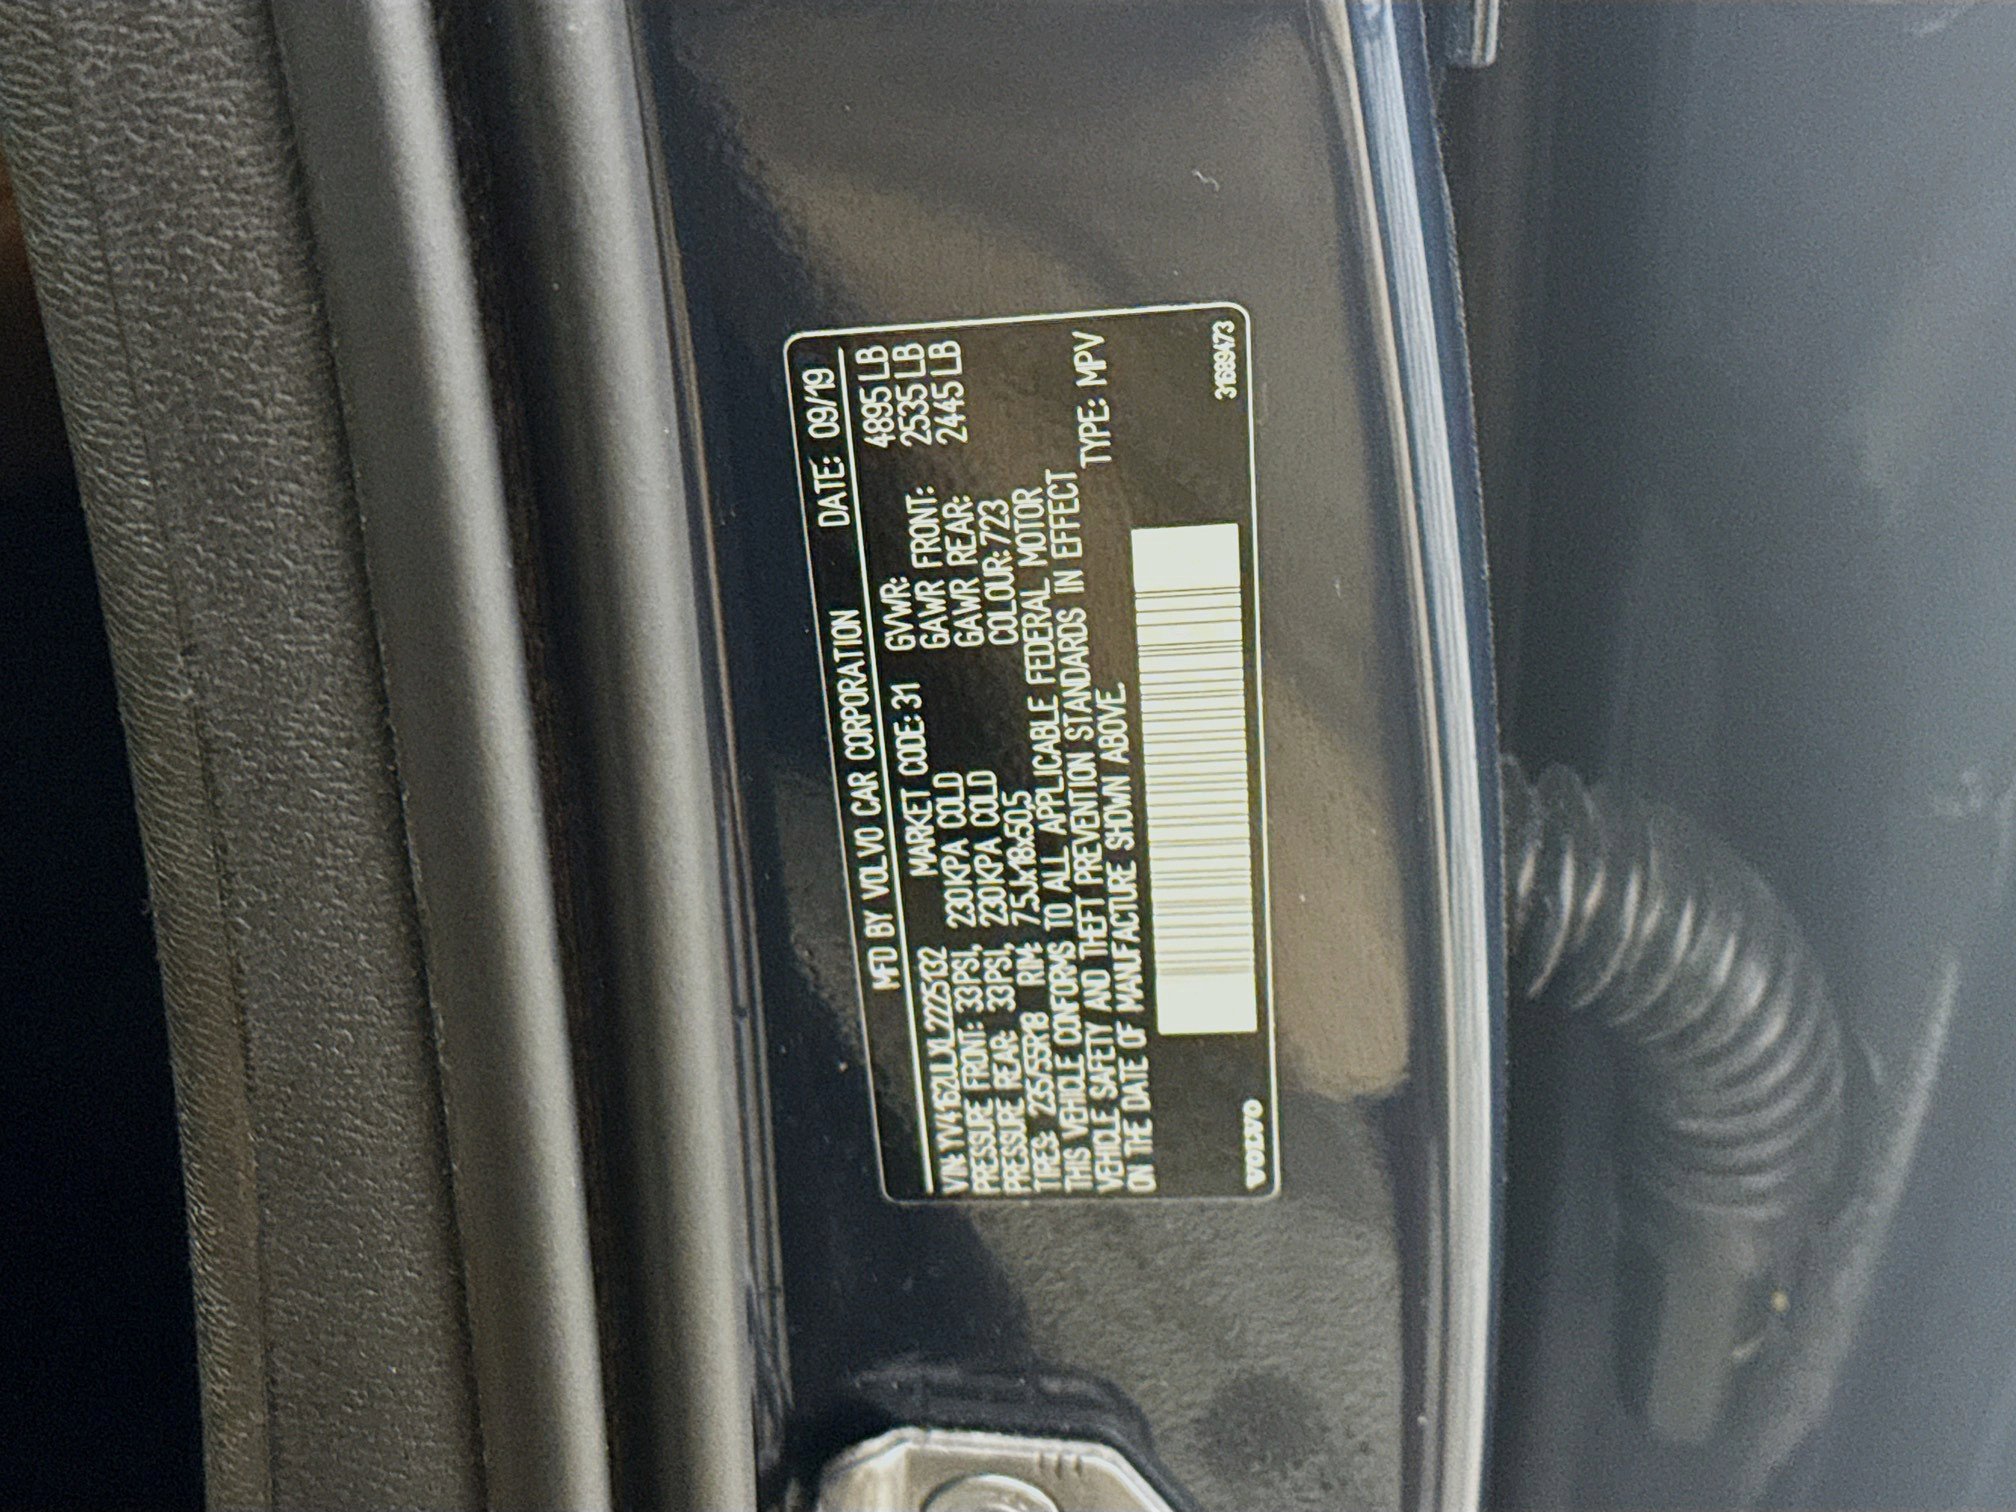 MFD BY VOLVO CAR CORPORATION DATE: 09/19
VIN: YV4162ULXL2225132 MARKET CODE: 31 GVWR: 4895 LB
PRESSURE FRONT: 33PSI, 230KPA COLD GAWR FRONT: 2535 LB
PRESSURE REAR: 33PSI, 230KPA COLD GAWR REAR: 2445 LB
TIRES: 235/55R18 RIM: 7.5Jx18x50.5 COLOUR: 723
THIS VEHICLE CONFORMS TO ALL APPLICABLE FEDERAL MOTOR
VEHICLE SAFETY AND THEFT PREVENTION STANDARDS IN EFFECT
ON THE DATE OF MANUFACTURE SHOWN ABOVE. TYPE: MPV
VOLVO 31689473